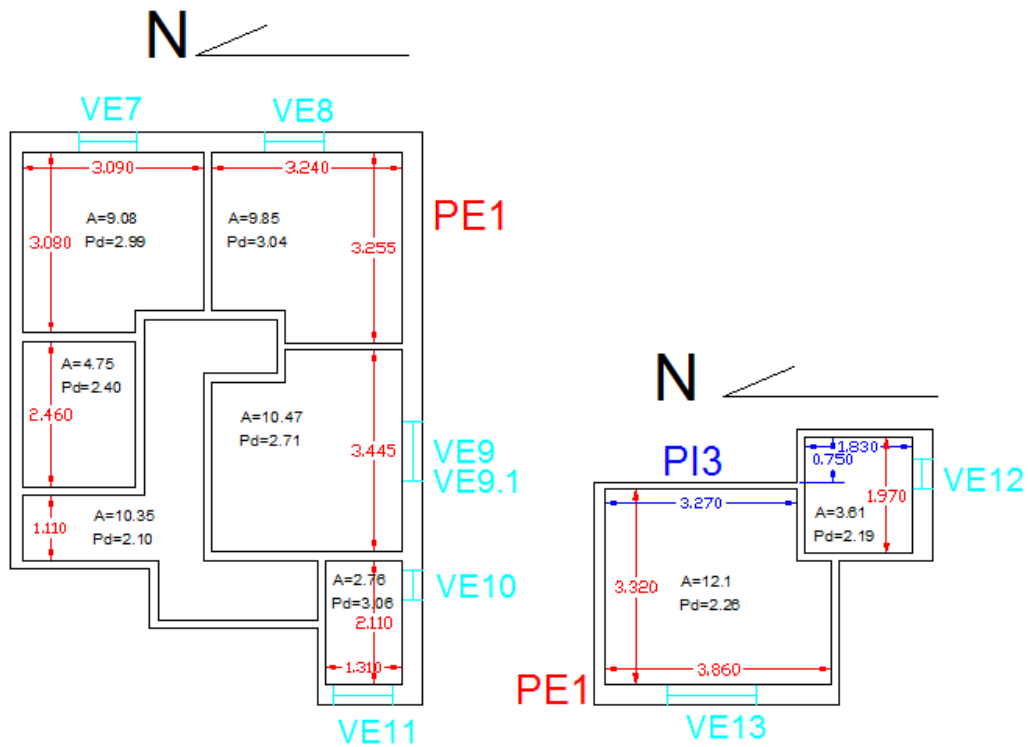 N
VE7
VE8
3.090
3.240
A=9.08
Pd=2.99
A=9.85
Pd=3.04
PE1
3.080
3.255
A=4.75
Pd=2.40
2.460
A=10.47
Pd=2.71
3.445
VE9
VE9.1
1.110
A=10.35
Pd=2.10
A=2.76
Pd=3.06
2.110
VE10
1.310
VE11
N
PI3
1.830
0.750
VE12
3.270
1.970
A=3.61
Pd=2.19
3.320
A=12.1
Pd=2.26
3.860
PE1
VE13